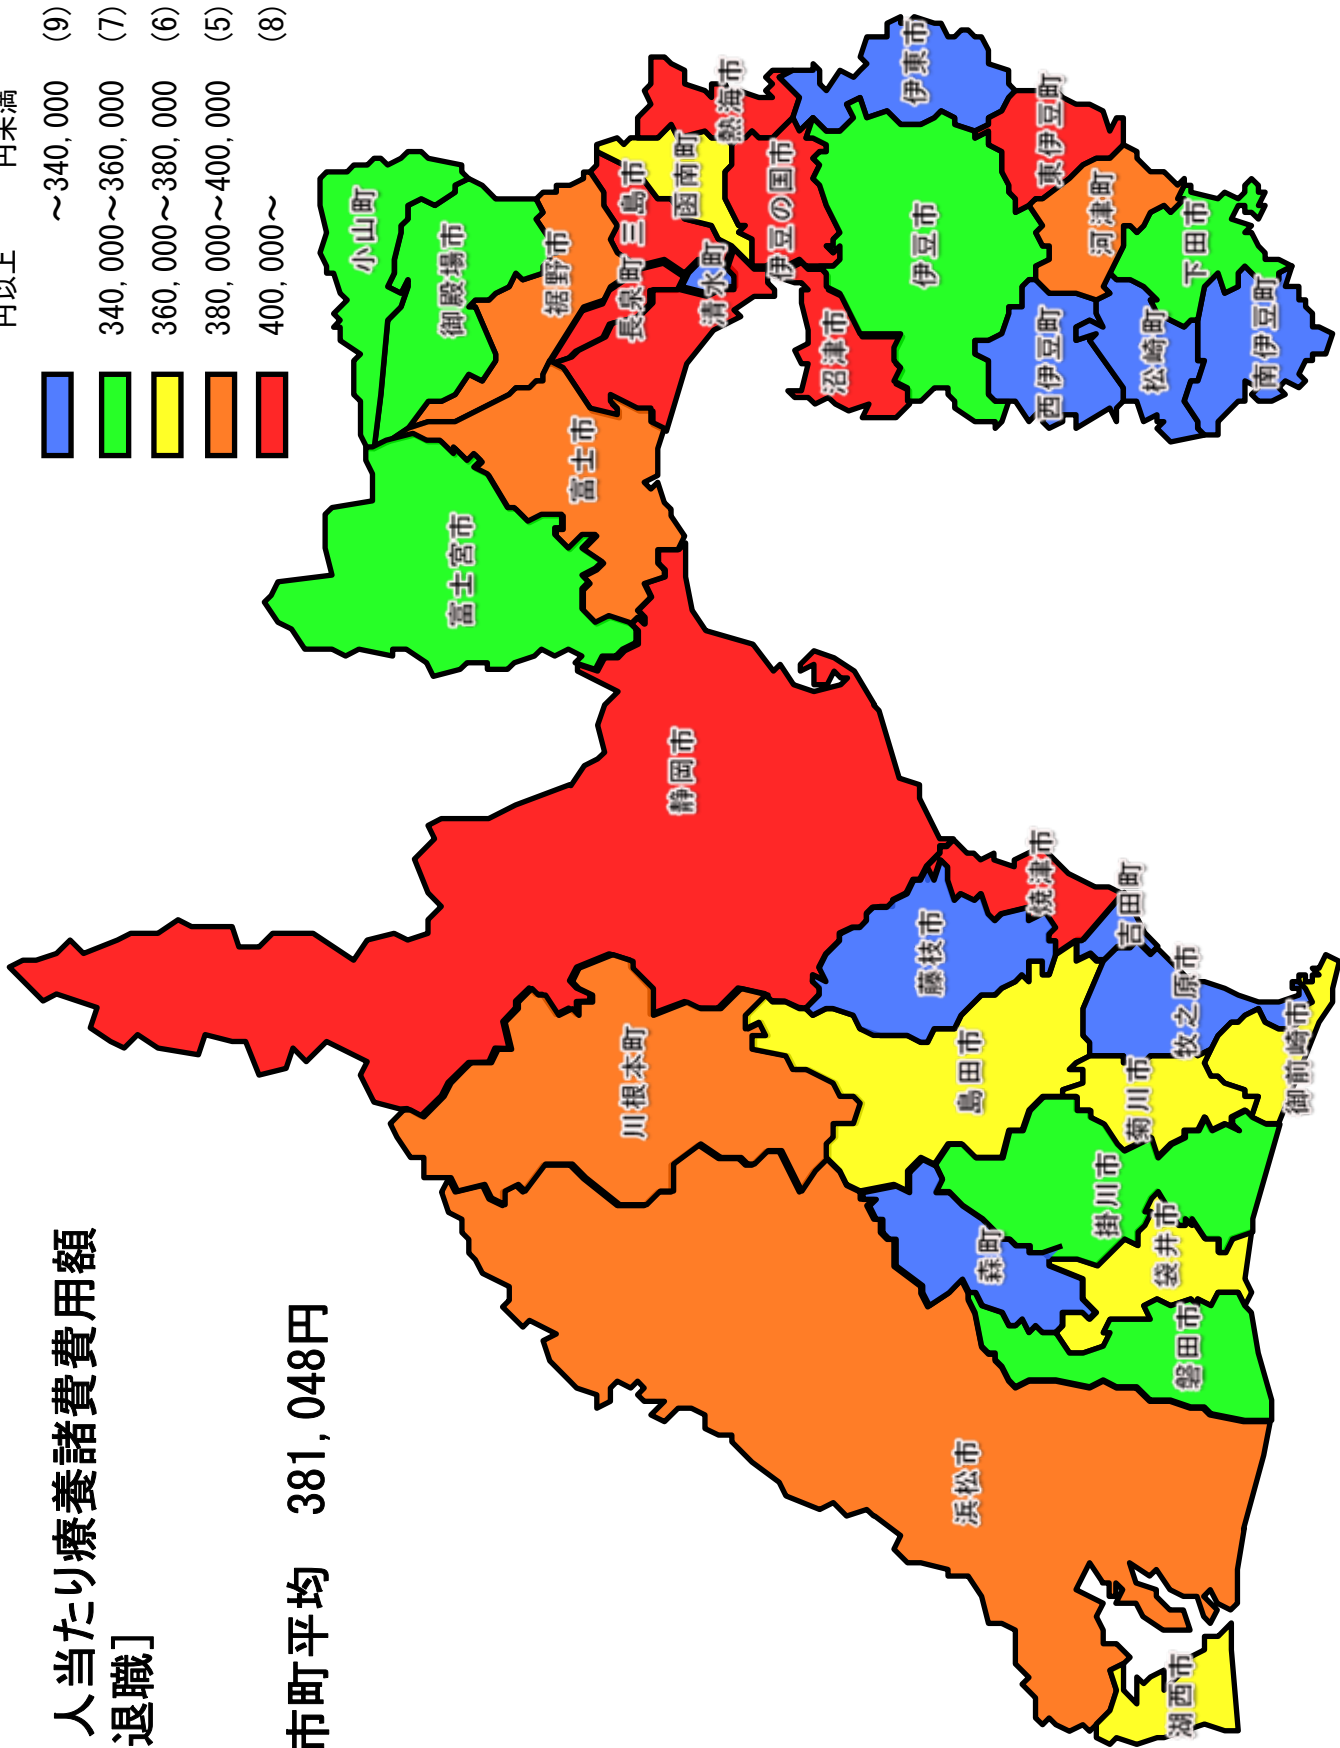 人当たり療養諸費費用額
退職]
市町平均 381,048円
円以上 円未満
～340,000 (9)
340,000～360,000 (7)
360,000～380,000 (6)
380,000～400,000 (5)
400,000～ (8)
小山町
御殿場市
裾野市
富士宮市
富士市
長泉町
三島市
函南町
熱海市
清水町
伊豆の国市
沼津市
伊東市
伊豆市
東伊豆町
西伊豆町
河津町
松崎町
下田市
南伊豆町
静岡市
川根本町
藤枝市
焼津市
島田市
吉田町
牧之原市
御前崎市
菊川市
掛川市
森町
袋井市
磐田市
浜松市
湖西市